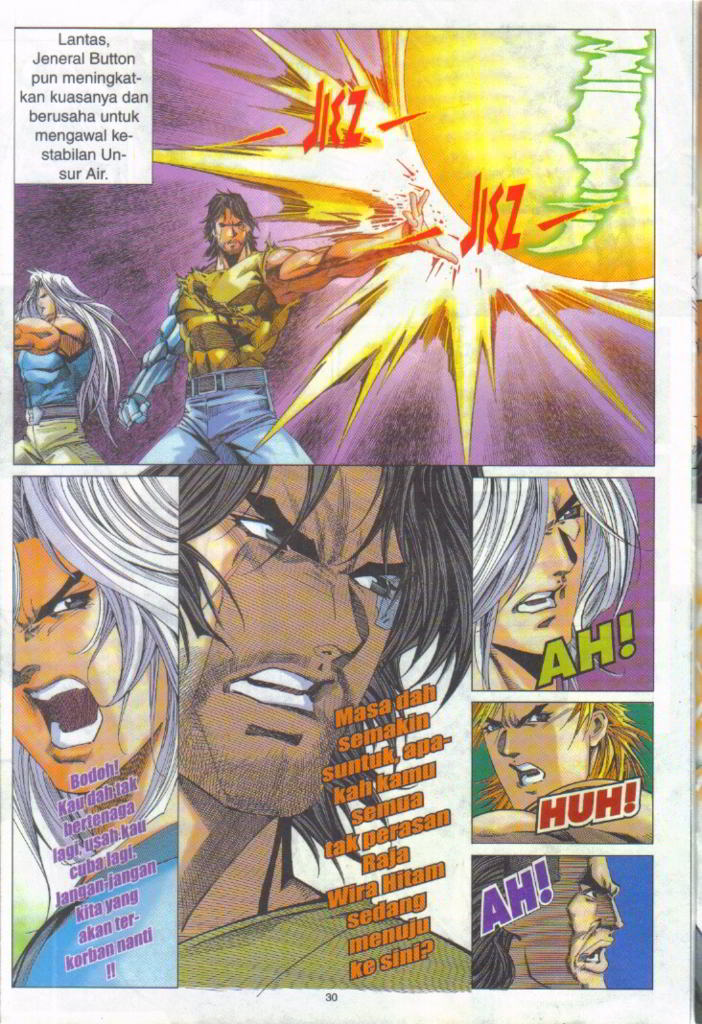 Lantas,
Jeneral Button
pun meningkat-
kan kuasanya dan
berusaha untuk
mengawal ke-
stabilan Un-
sur Air.
JIEZ
JIEZ
Bodoh!
Kau dah tak
bertenaga
lagi, usah kau
cuba lagi.
Jangan-jangan
kita yang
akan ter-
korban nanti
!!
Masa dah
semakin
suntuk, apa-
kah kamu
semua
tak perasan
Raja
Wira Hitam
sedang
menuju
ke sini?
AH!
HUH!
AH!
30